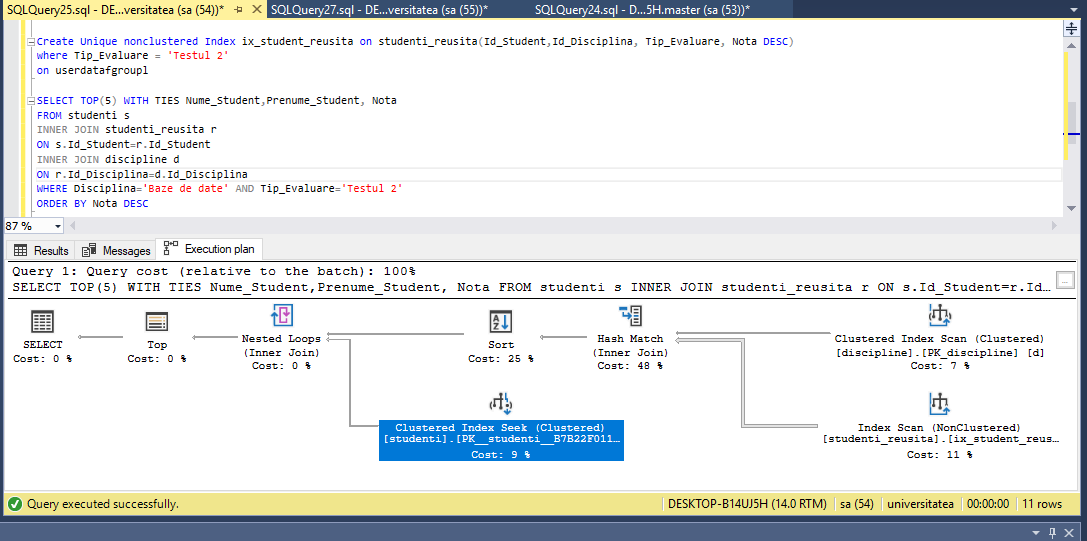 SQLQuery25.sql - DE...versitatea (sa (54))* SQLQuery27.sql - DE...versitatea (sa (55))* SQLQuery24.sql - D...5H.master (sa (53))*
Create Unique nonclustered Index ix_student_reusita on studenti_reusita(Id_Student,Id_Disciplina, Tip_Evaluare, Nota DESC)
where Tip_Evaluare = 'Testul 2'
on userdatafgroup1
SELECT TOP(5) WITH TIES Nume_Student,Prenume_Student, Nota
FROM studenti s
INNER JOIN studenti_reusita r
ON s.Id_Student=r.Id_Student
INNER JOIN discipline d
ON r.Id_Disciplina=d.Id_Disciplina
WHERE Disciplina='Baze de date' AND Tip_Evaluare='Testul 2'
ORDER BY Nota DESC
87 %
Results Messages Execution plan
Query 1: Query cost (relative to the batch): 100%
SELECT TOP(5) WITH TIES Nume_Student,Prenume_Student, Nota FROM studenti s INNER JOIN studenti_reusita r ON s.Id_Student=r.Id...
SELECT
Cost: 0 %
Top
Cost: 0 %
Nested Loops
(Inner Join)
Cost: 0 %
Sort
Cost: 25 %
Hash Match
(Inner Join)
Cost: 48 %
Clustered Index Scan (Clustered)
[discipline].[PK_discipline] [d]
Cost: 7 %
Clustered Index Seek (Clustered)
[studenti].[PK__studenti__B7B22F011...
Cost: 9 %
Index Scan (NonClustered)
[studenti_reusita].[ix_student_reus...
Cost: 11 %
Query executed successfully. DESKTOP-B14UJ5H (14.0 RTM) sa (54) universitatea 00:00:00 11 rows